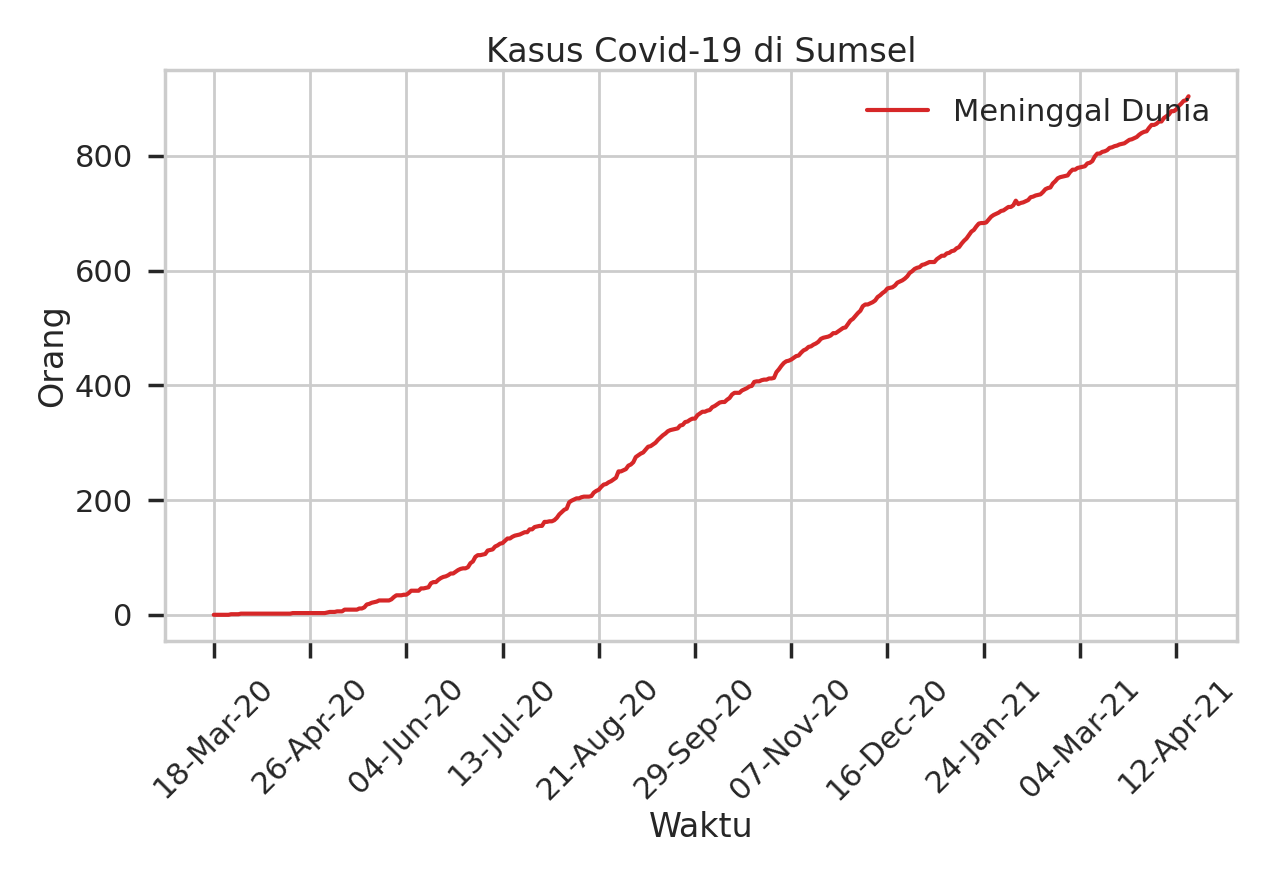 Kasus Covid-19 di Sumsel
Meninggal Dunia
Orang
800
600
400
200
0
18-Mar-20
26-Apr-20
04-Jun-20
13-Jul-20
21-Aug-20
29-Sep-20
07-Nov-20
16-Dec-20
24-Jan-21
04-Mar-21
12-Apr-21
Waktu